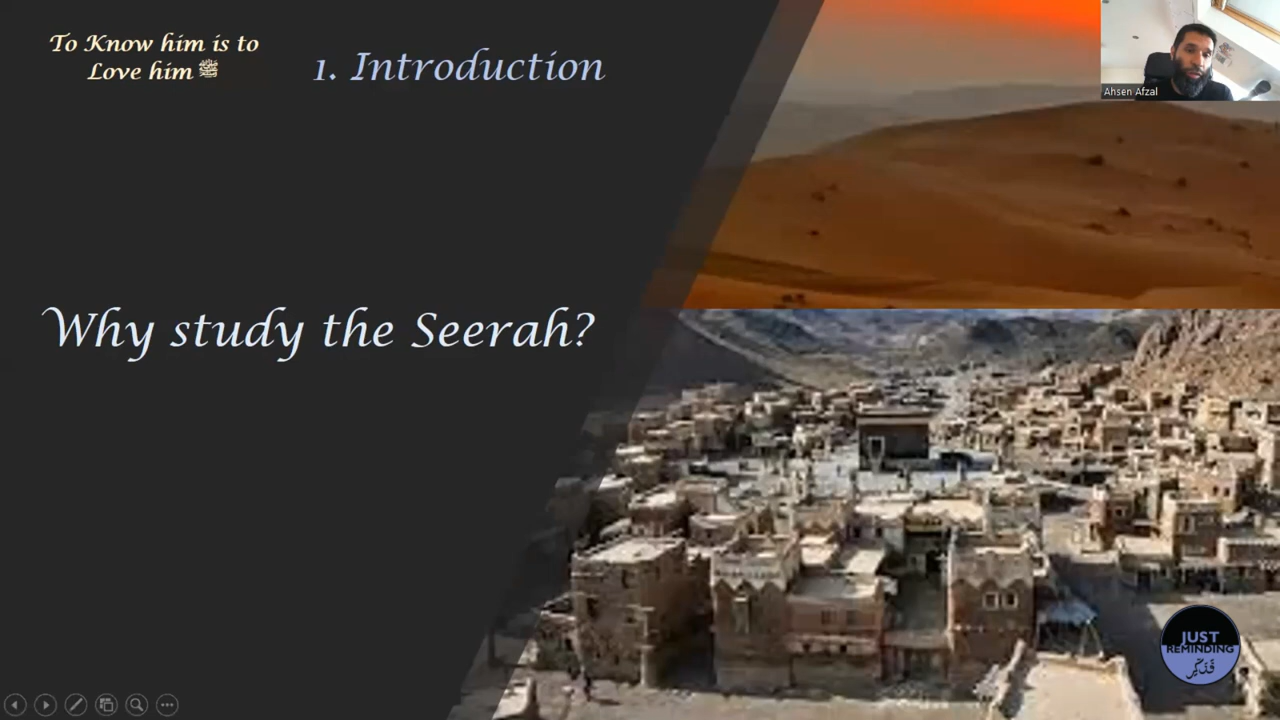 To Know him is to
Love him ﷺ
1. Introduction
Ahsen Afzal
Why study the Seerah?
JUST
REMINDING
فَذَكِّرْ